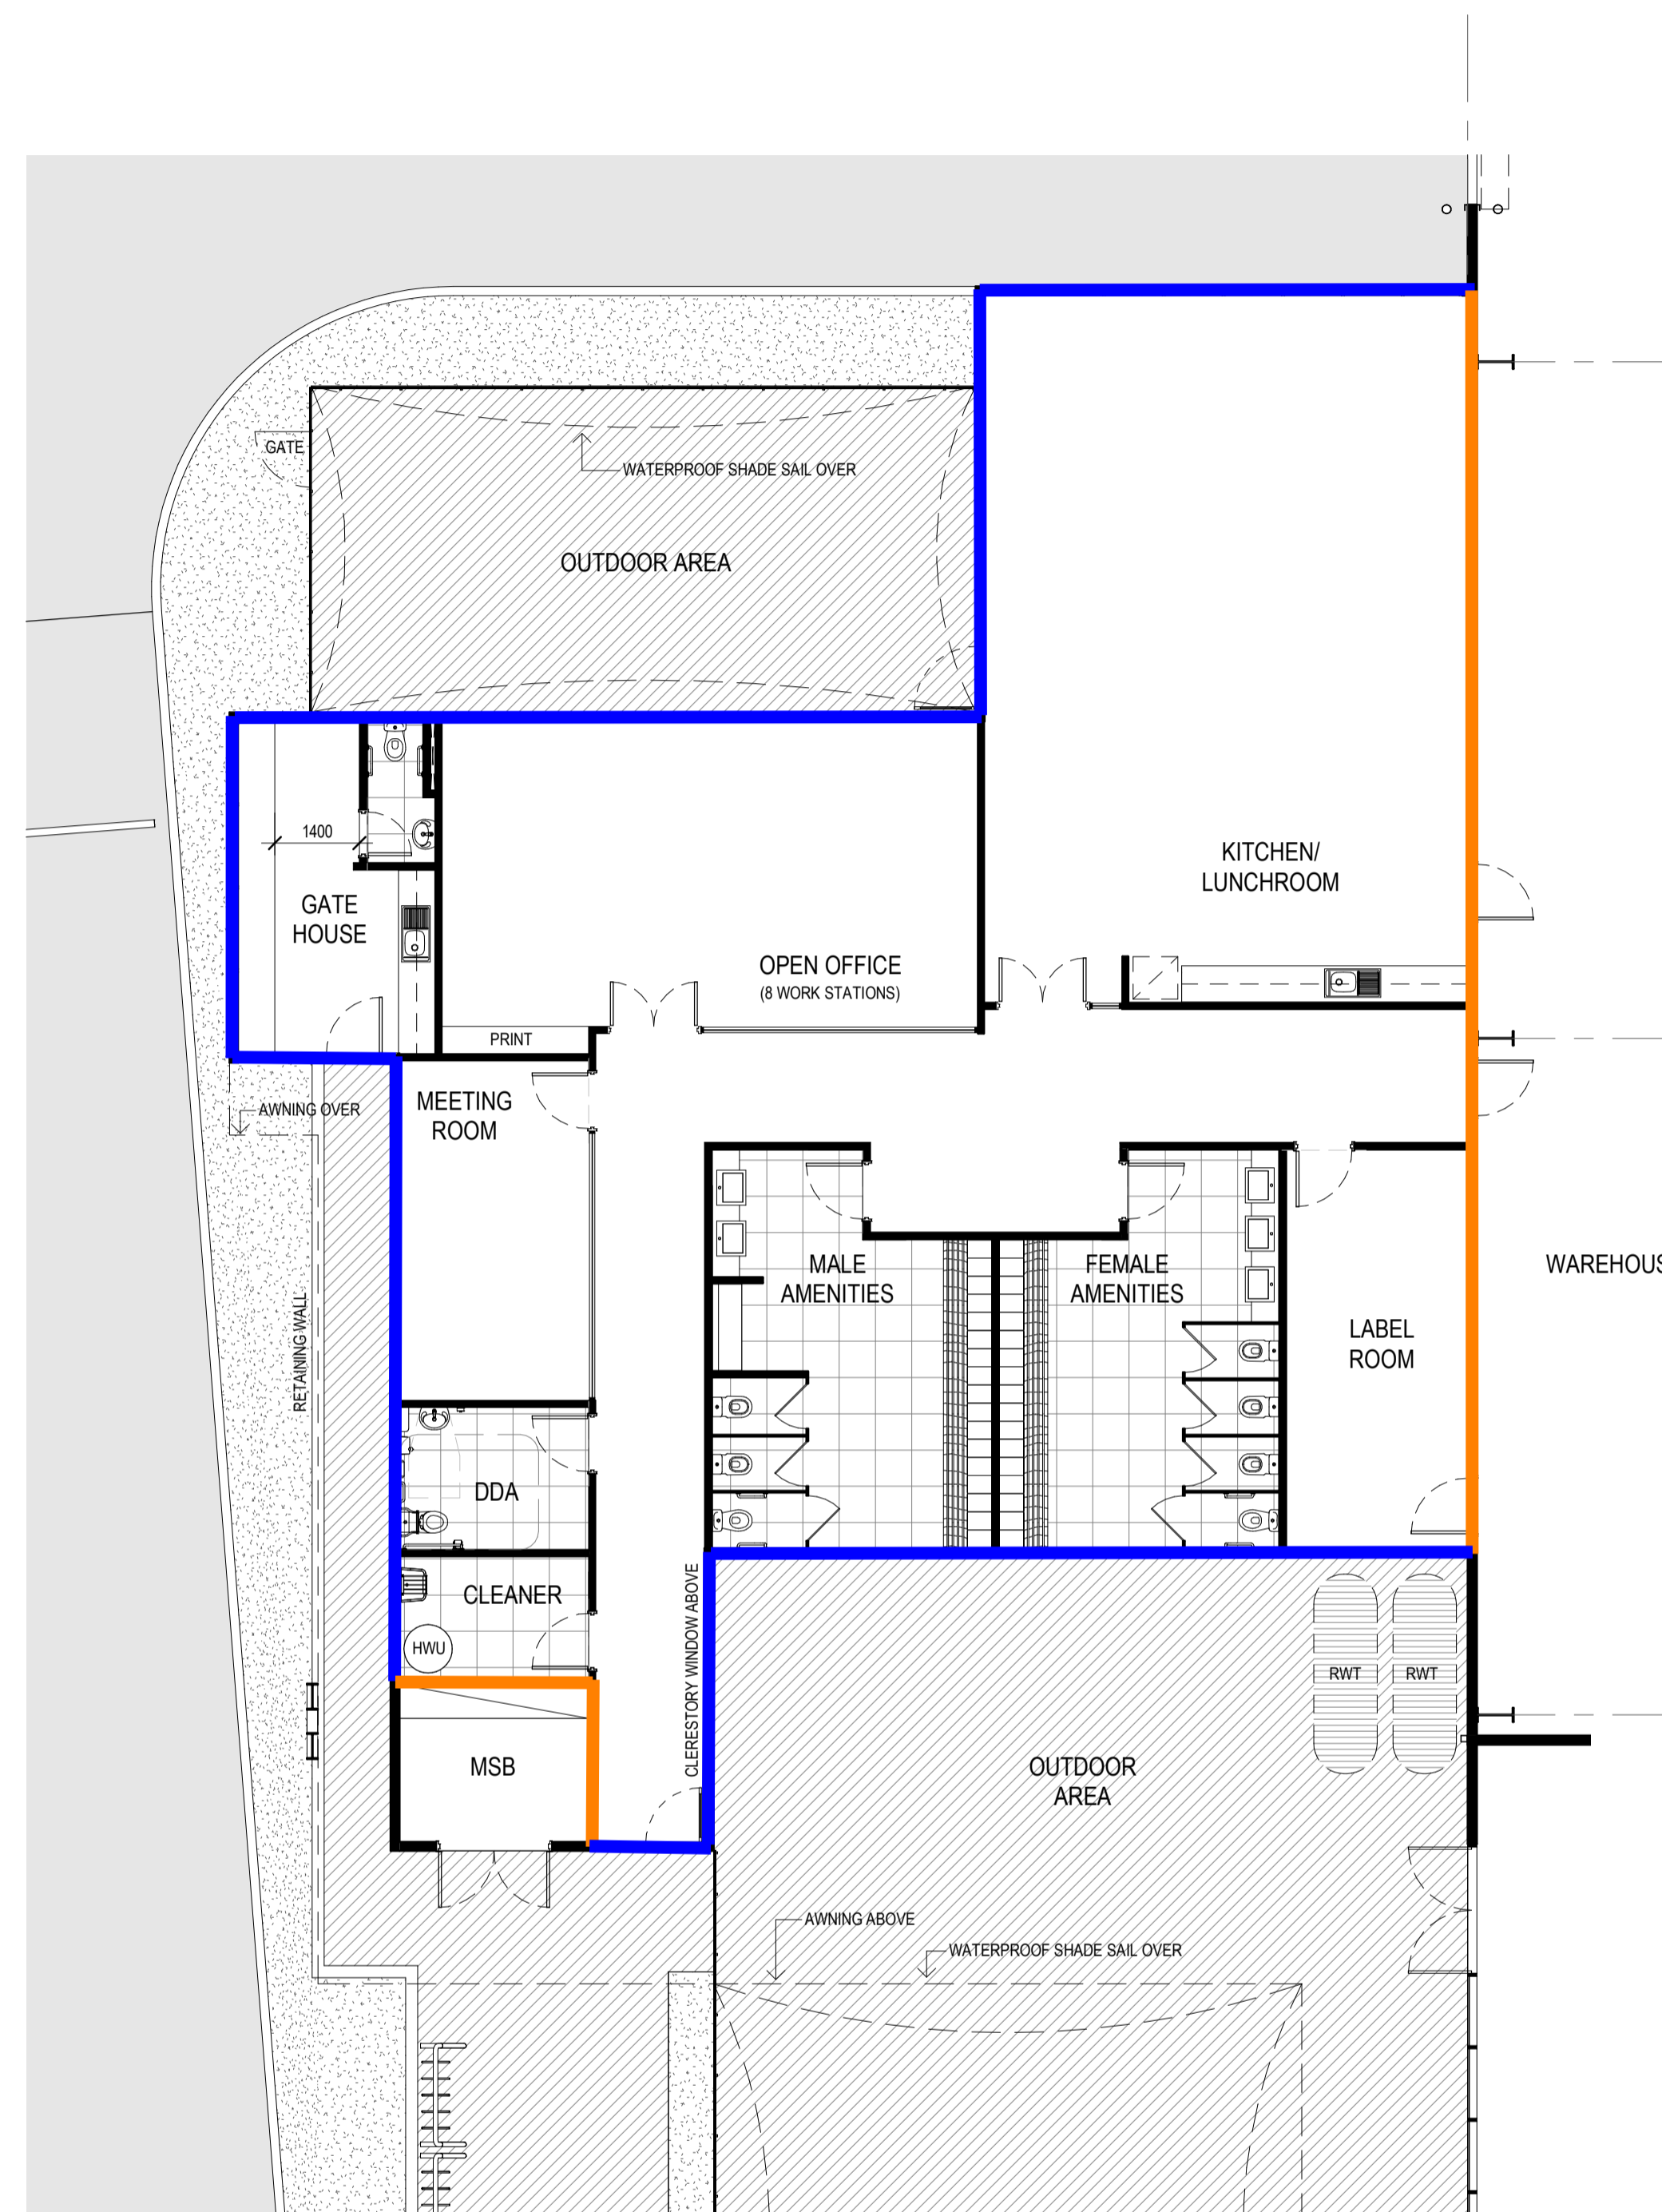 GATE
WATERPROOF SHADE SAIL OVER
OUTDOOR AREA
1400
GATE
HOUSE
KITCHEN/
LUNCHROOM
OPEN OFFICE
(8 WORK STATIONS)
PRINT
MEETING
ROOM
AWNING OVER
RETAINING WALL
MALE
AMENITIES
FEMALE
AMENITIES
WAREHOUS
LABEL
ROOM
DDA
CLEANER
HWU
CLERESTORY WINDOW ABOVE
RWT
RWT
MSB
OUTDOOR
AREA
AWNING ABOVE
WATERPROOF SHADE SAIL OVER